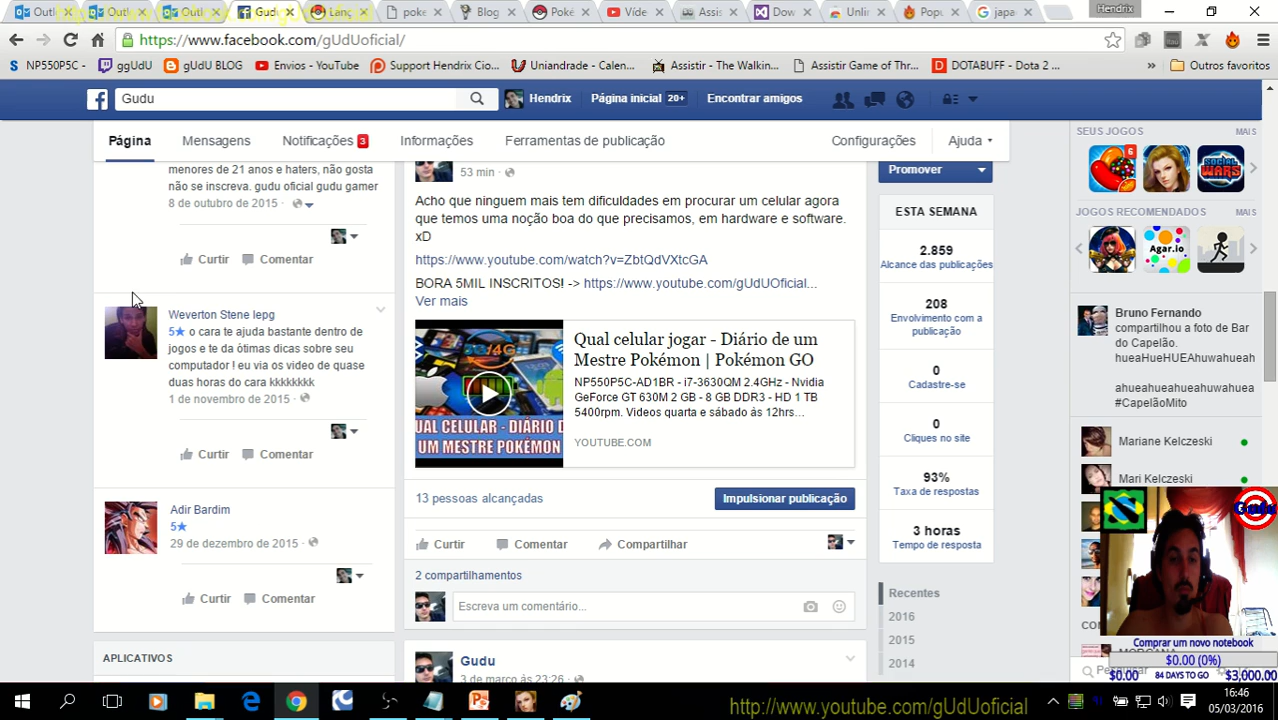 Outl
Outl
Outl
Gudu
Lanç
poke
Blog
Poké
Víde
Assis
Dow
Unlin
Popu
japa
Hendrix
https://www.facebook.com/gUdUoficial/
NP550P5C -
ggUdU
gUdU BLOG
Envios - YouTube
Support Hendrix Cio...
Uniandrade - Calen...
Assistir - The Walkin...
Assistir Game of Thr...
DOTABUFF - Dota 2 ...
»
Outros favoritos
Gudu
Hendrix
Página inicial 20+
Encontrar amigos
Página
Mensagens
Notificações 3
Informações
Ferramentas de publicação
Configurações
Ajuda
menores de 21 anos e haters, não gosta
não se inscreva. gudu oficial gudu gamer
8 de outubro de 2015
Curtir
Comentar
Weverton Stene Iepg
5★ o cara te ajuda bastante dentro de
jogos e te da ótimas dicas sobre seu
computador ! eu via os video de quase
duas horas do cara kkkkkkkk
1 de novembro de 2015
Curtir
Comentar
Adir Bardim
5★
29 de dezembro de 2015
Curtir
Comentar
APLICATIVOS
53 min
Acho que ninguem mais tem dificuldades em procurar um celular agora
que temos uma noção boa do que precisamos, em hardware e software.
xD
https://www.youtube.com/watch?v=ZbtQdVXtcGA
BORA 5MIL INSCRITOS! -> https://www.youtube.com/gUdUOficial...
Ver mais
3G/4G
QUAL CELULAR - DIÁRIO D
UM MESTRE POKÉMON
Qual celular jogar - Diário de um
Mestre Pokémon | Pokémon GO
NP550P5C-AD1BR - i7-3630QM 2.4GHz - Nvidia
GeForce GT 630M 2 GB - 8 GB DDR3 - HD 1 TB
5400rpm. Videos quarta e sábado às 12hrs...
YOUTUBE.COM
13 pessoas alcançadas
Impulsionar publicação
Curtir
Comentar
Compartilhar
2 compartilhamentos
Escreva um comentário...
Gudu
3 de março às 23:26
Promover
ESTA SEMANA
2.859
Alcance das publicações
208
Envolvimento com a
publicação
0
Cadastre-se
0
Cliques no site
93%
Taxa de respostas
3 horas
Tempo de resposta
Recentes
2016
2015
2014
SEUS JOGOS
MAIS
6
SOCIAL
WARS
JOGOS RECOMENDADOS
MAIS
Agar.io
Bruno Fernando
compartilhou a foto de Bar
do Capelão.
hueaHueHUEAhuwahueah
ahueahueahueahuwahueah
#CapelãoMito
Mariane Kelczeski
Mari Kelczeski
Gudu
Comprar um novo notebook
$0.00 (0%)
$0.00
84 DAYS TO GO
$3,000.00
http://www.youtube.com/gUdUoficial
16:46
05/03/2016